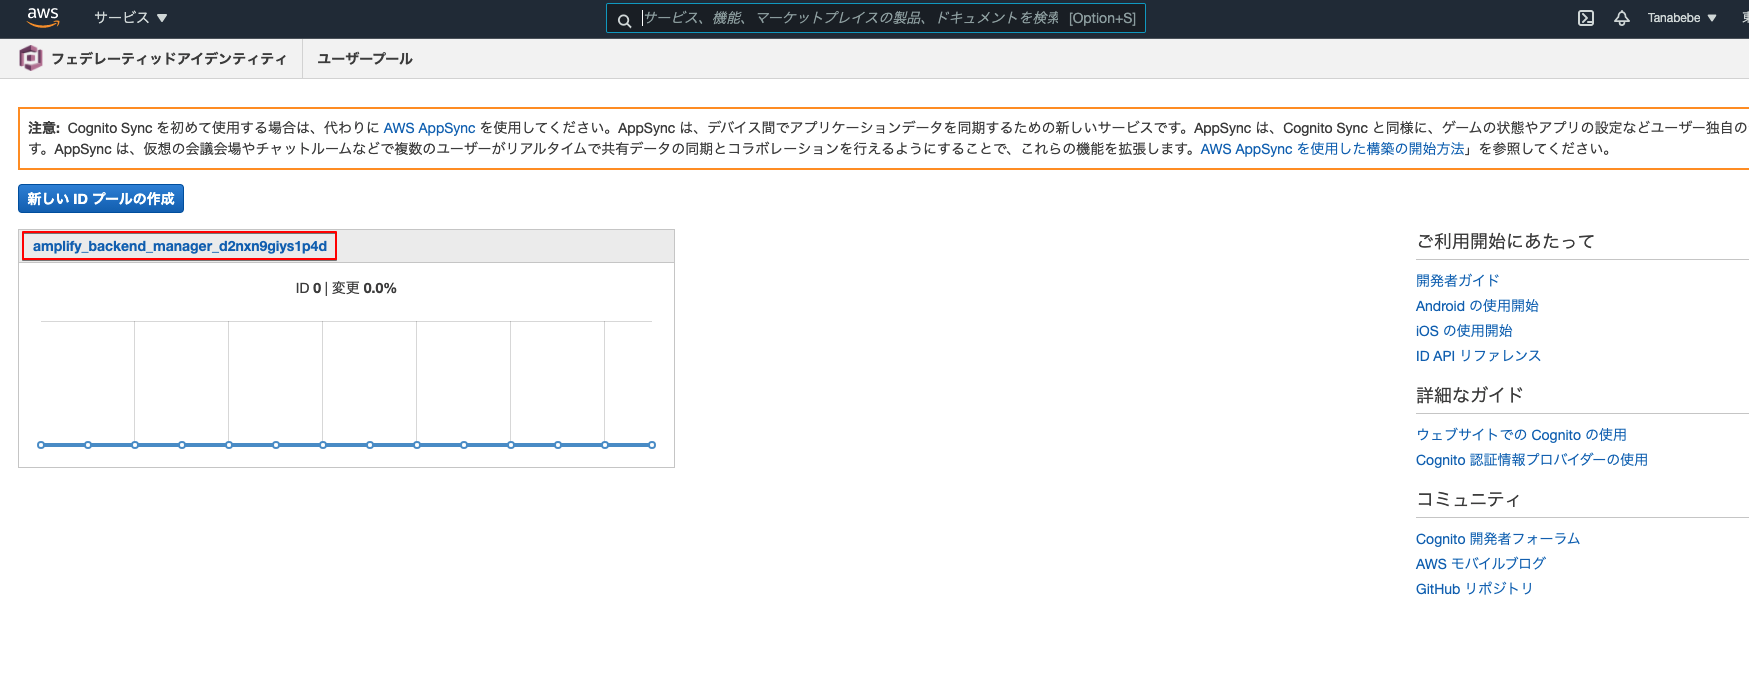 aws
サービス ▼
サービス、機能、マーケットプレイスの製品、ドキュメントを検索 [Option+S]
Tanabebe ▼
フェデレーティッドアイデンティティ
ユーザープール
注意: Cognito Sync を初めて使用する場合は、代わりに AWS AppSync を使用してください。AppSync は、デバイス間でアプリケーションデータを同期するための新しいサービスです。AppSync は、Cognito Sync と同様に、ゲームの状態やアプリの設定などユーザー独自の
す。AppSync は、仮想の会議会場やチャットルームなどで複数のユーザーがリアルタイムで共有データの同期とコラボレーションを行えるようにすることで、これらの機能を拡張します。AWS AppSync を使用した構築の開始方法」を参照してください。
新しい ID プールの作成
amplify_backend_manager_d2nxn9giys1p4d
ID 0 | 変更 0.0%
ご利用開始にあたって
開発者ガイド
Android の使用開始
iOS の使用開始
ID API リファレンス
詳細なガイド
ウェブサイトでの Cognito の使用
Cognito 認証情報プロバイダーの使用
コミュニティ
Cognito 開発者フォーラム
AWS モバイルブログ
GitHub リポジトリ